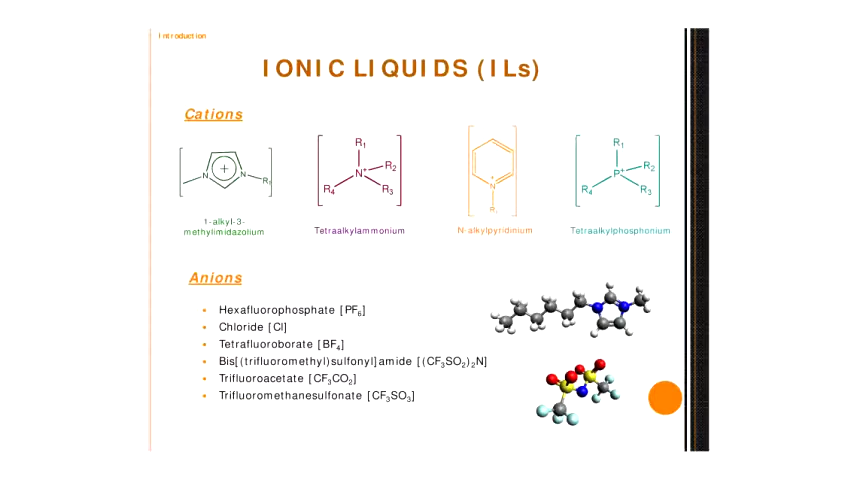 Introduction
IONIC LIQUIDS (ILs)
Cations
N N R1
R1 N+ R2 R4 R3
N+ R1
R1 P+ R2 R4 R3
1-alkyl-3-
methylimidazolium
Tetraalkylammonium
N-alkylpyridinium
Tetraalkylphosphonium
Anions
Hexafluorophosphate [PF6]
Chloride [Cl]
Tetrafluoroborate [BF4]
Bis[(trifluoromethyl)sulfonyl]amide [(CF3SO2)2N]
Trifluoroacetate [CF3CO2]
Trifluoromethanesulfonate [CF3SO3]